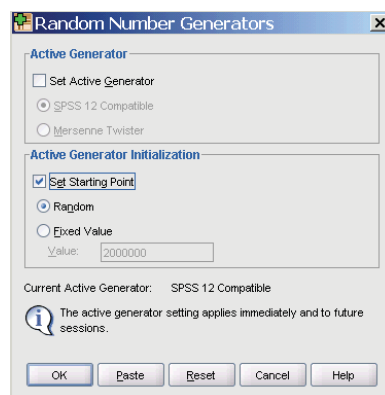 Random Number Generators
Active Generator
Set Active Generator
SPSS 12 Compatible
Mersenne Twister
Active Generator Initialization
Set Starting Point
Random
Fixed Value
Value: 2000000
Current Active Generator: SPSS 12 Compatible
The active generator setting applies immediately and to future
sessions.
OK Paste Reset Cancel Help